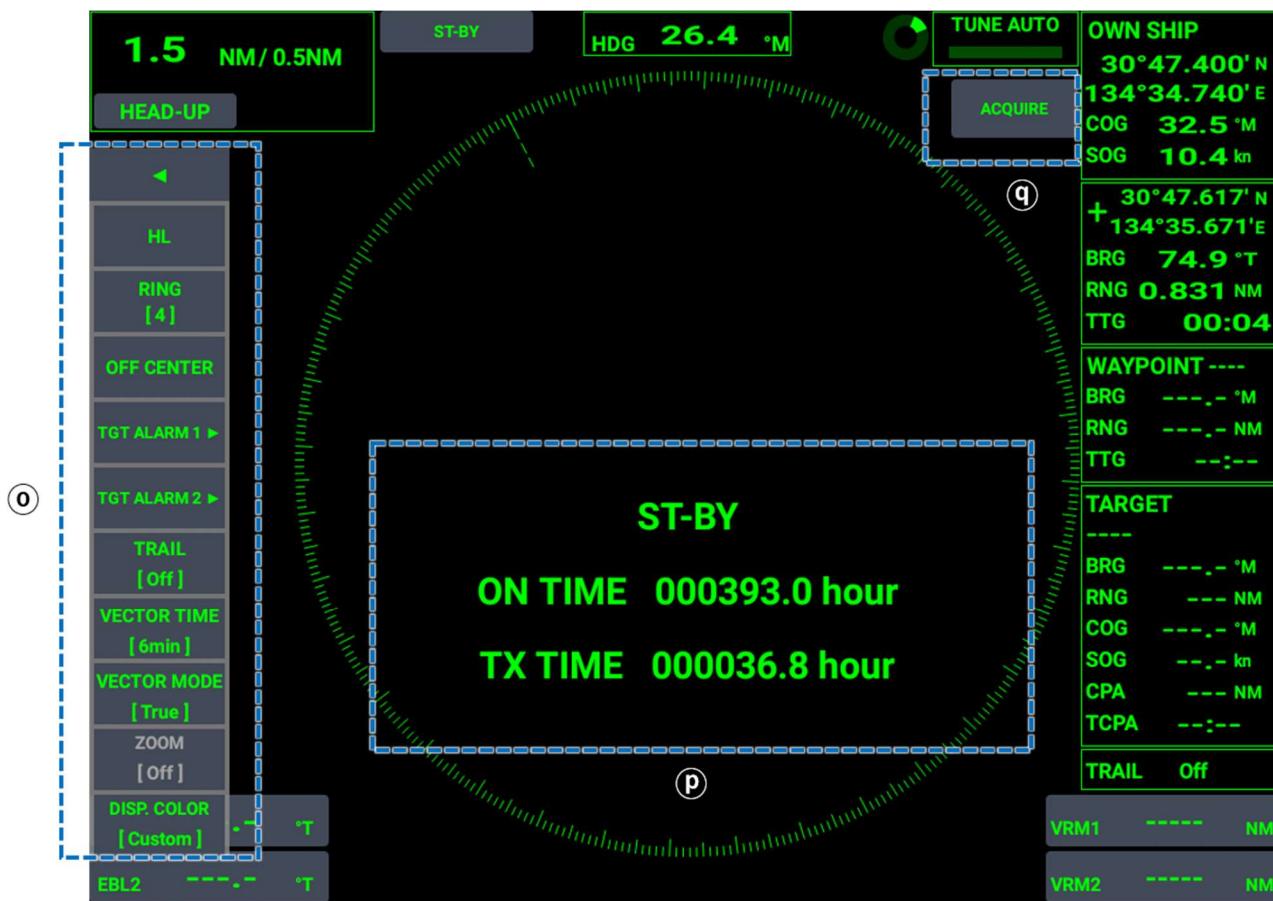 1.5 NM / 0.5NM
HEAD-UP
ST-BY
HDG 26.4 °M
TUNE AUTO
ACQUIRE
ⓠ
OWN SHIP
30°47.400' N
134°34.740' E
COG 32.5 °M
SOG 10.4 kn
+ 30°47.617' N
134°35.671'E
BRG 74.9 °T
RNG 0.831 NM
TTG 00:04
WAYPOINT ----
BRG ---.- °M
RNG ---.- NM
TTG --:--
TARGET
----
BRG ---.- °M
RNG --- NM
COG ---.- °M
SOG --.- kn
CPA --- NM
TCPA --:--
TRAIL Off
◄
HL
RING
[ 4 ]
OFF CENTER
TGT ALARM 1 ►
TGT ALARM 2 ►
TRAIL
[ Off ]
VECTOR TIME
[ 6min ]
VECTOR MODE
[ True ]
ZOOM
[ Off ]
DISP. COLOR
[ Custom ]
ⓞ
ST-BY
ON TIME 000393.0 hour
TX TIME 000036.8 hour
ⓟ
.- °T
EBL2 ---.- °T
VRM1 ----- NM
VRM2 ----- NM